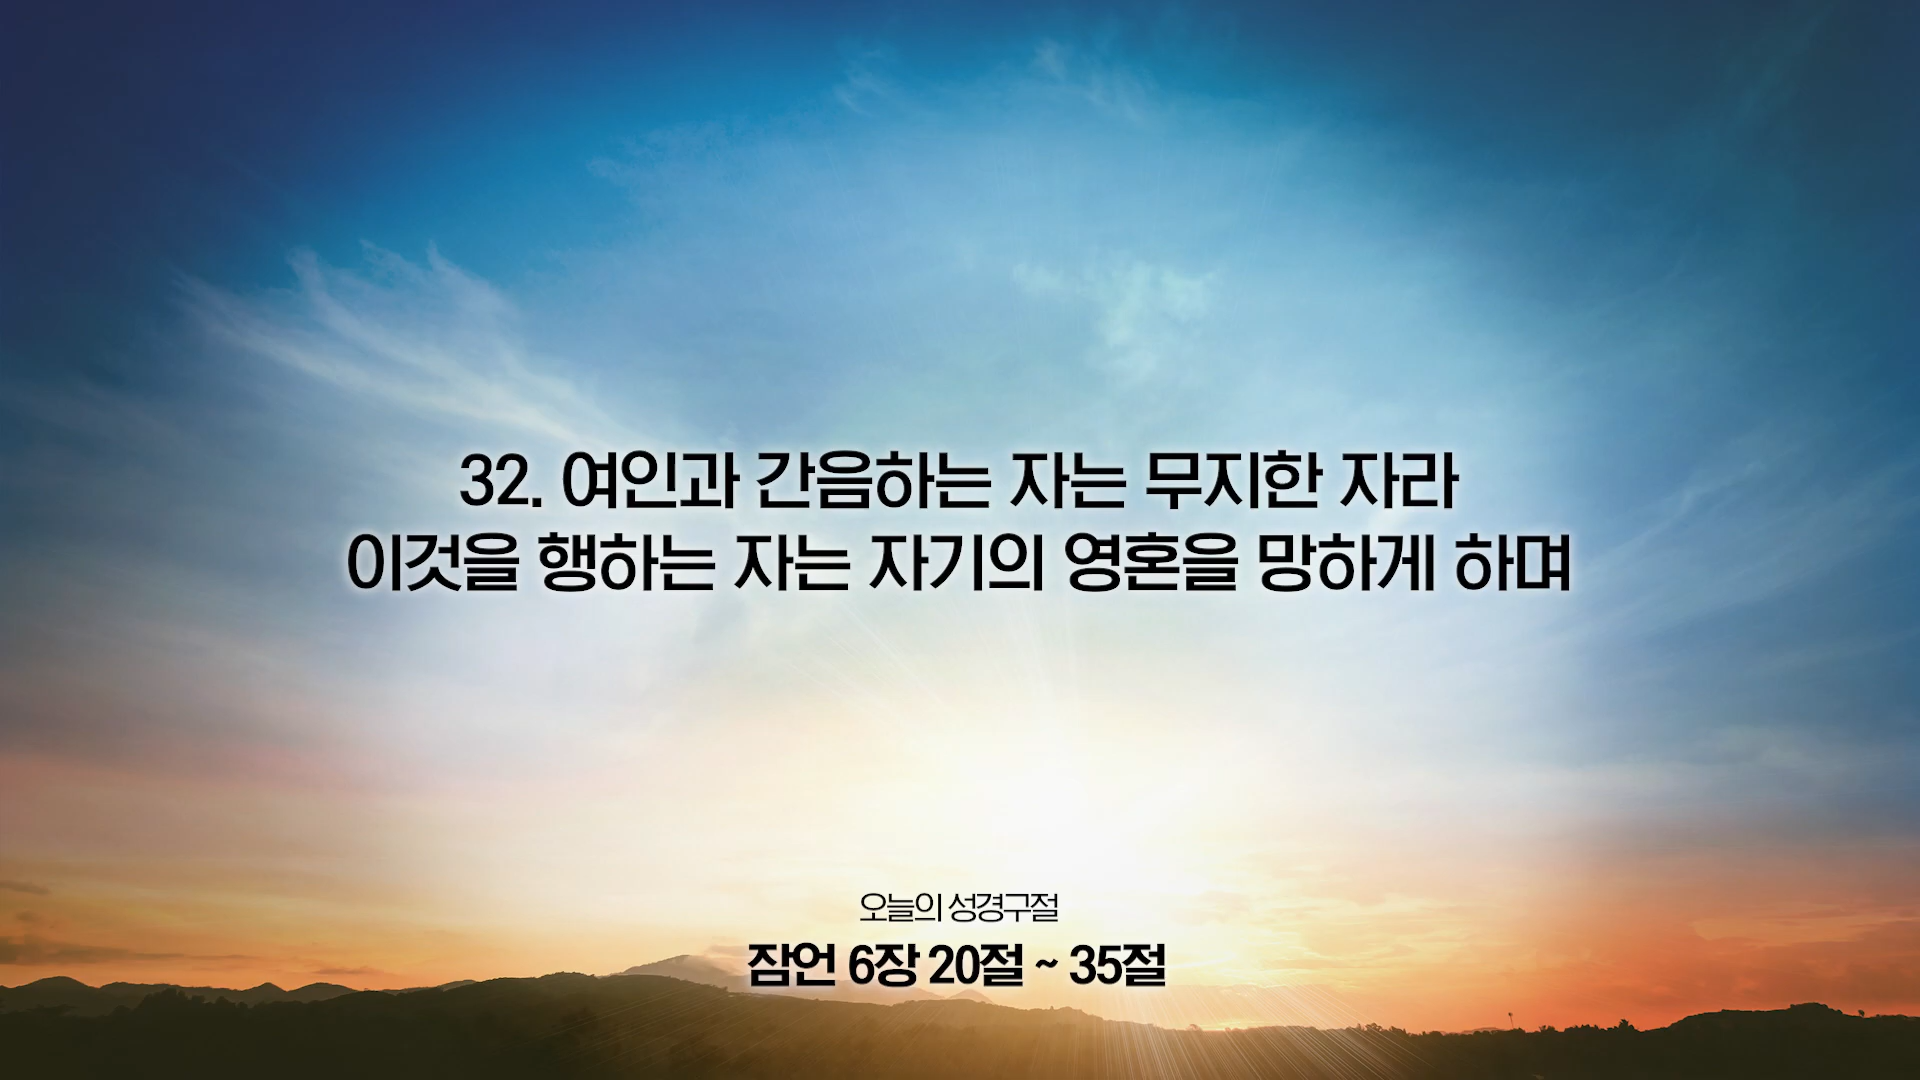 32. 여인과 간음하는 자는 무지한 자라
이것을 행하는 자는 자기의 영혼을 망하게 하며
오늘의 성경구절
잠언 6장 20절 ~ 35절